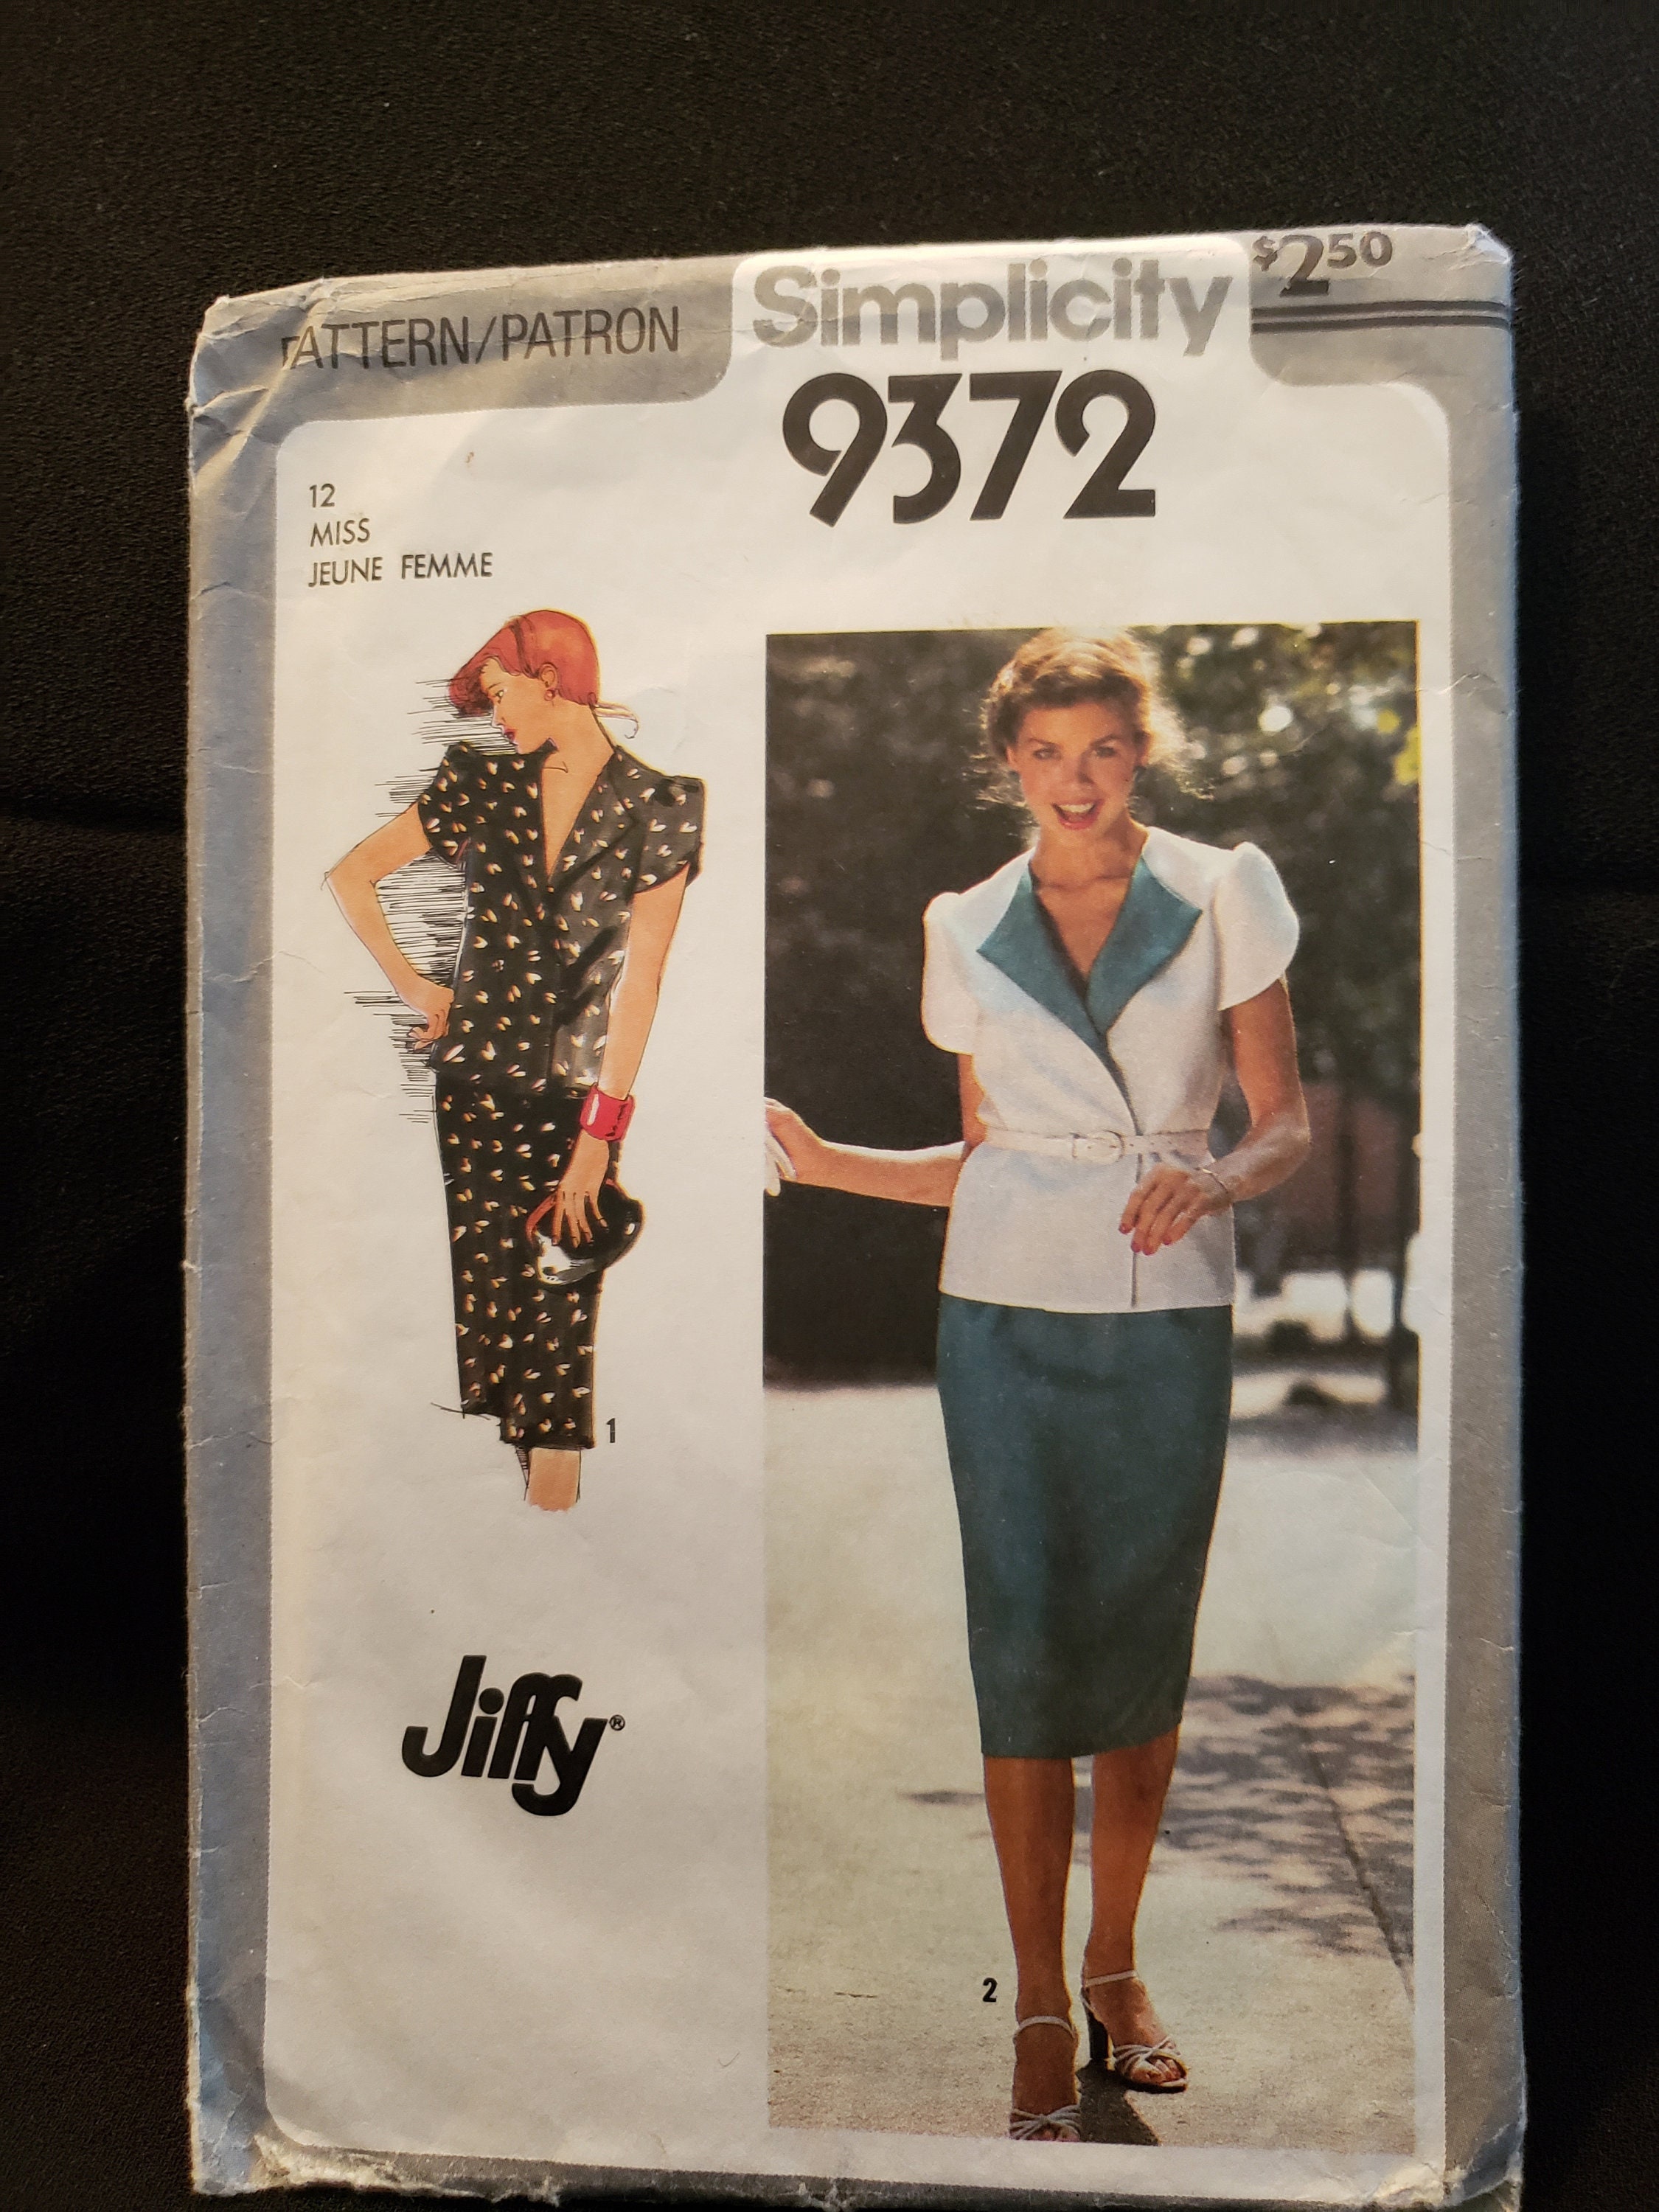 PATTERN/PATRON
Simplicity
$2.50
9372
12
MISS
JEUNE FEMME
1
Jiffy®
2